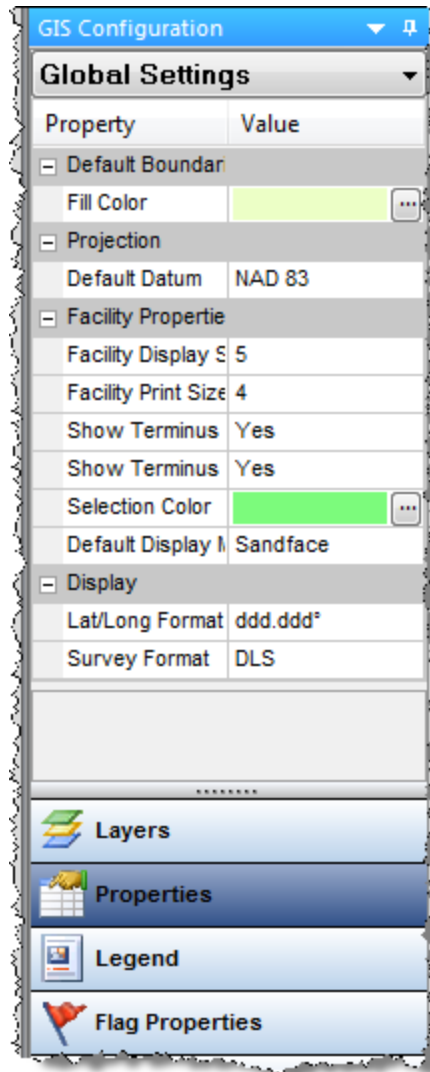 GIS Configuration
Global Settings
Property Value
Default Boundari
Fill Color ...
Projection
Default Datum NAD 83
Facility Propertie
Facility Display S 5
Facility Print Size 4
Show Terminus Yes
Show Terminus Yes
Selection Color ...
Default Display M Sandface
Display
Lat/Long Format ddd.ddd°
Survey Format DLS
Layers
Properties
Legend
Flag Properties